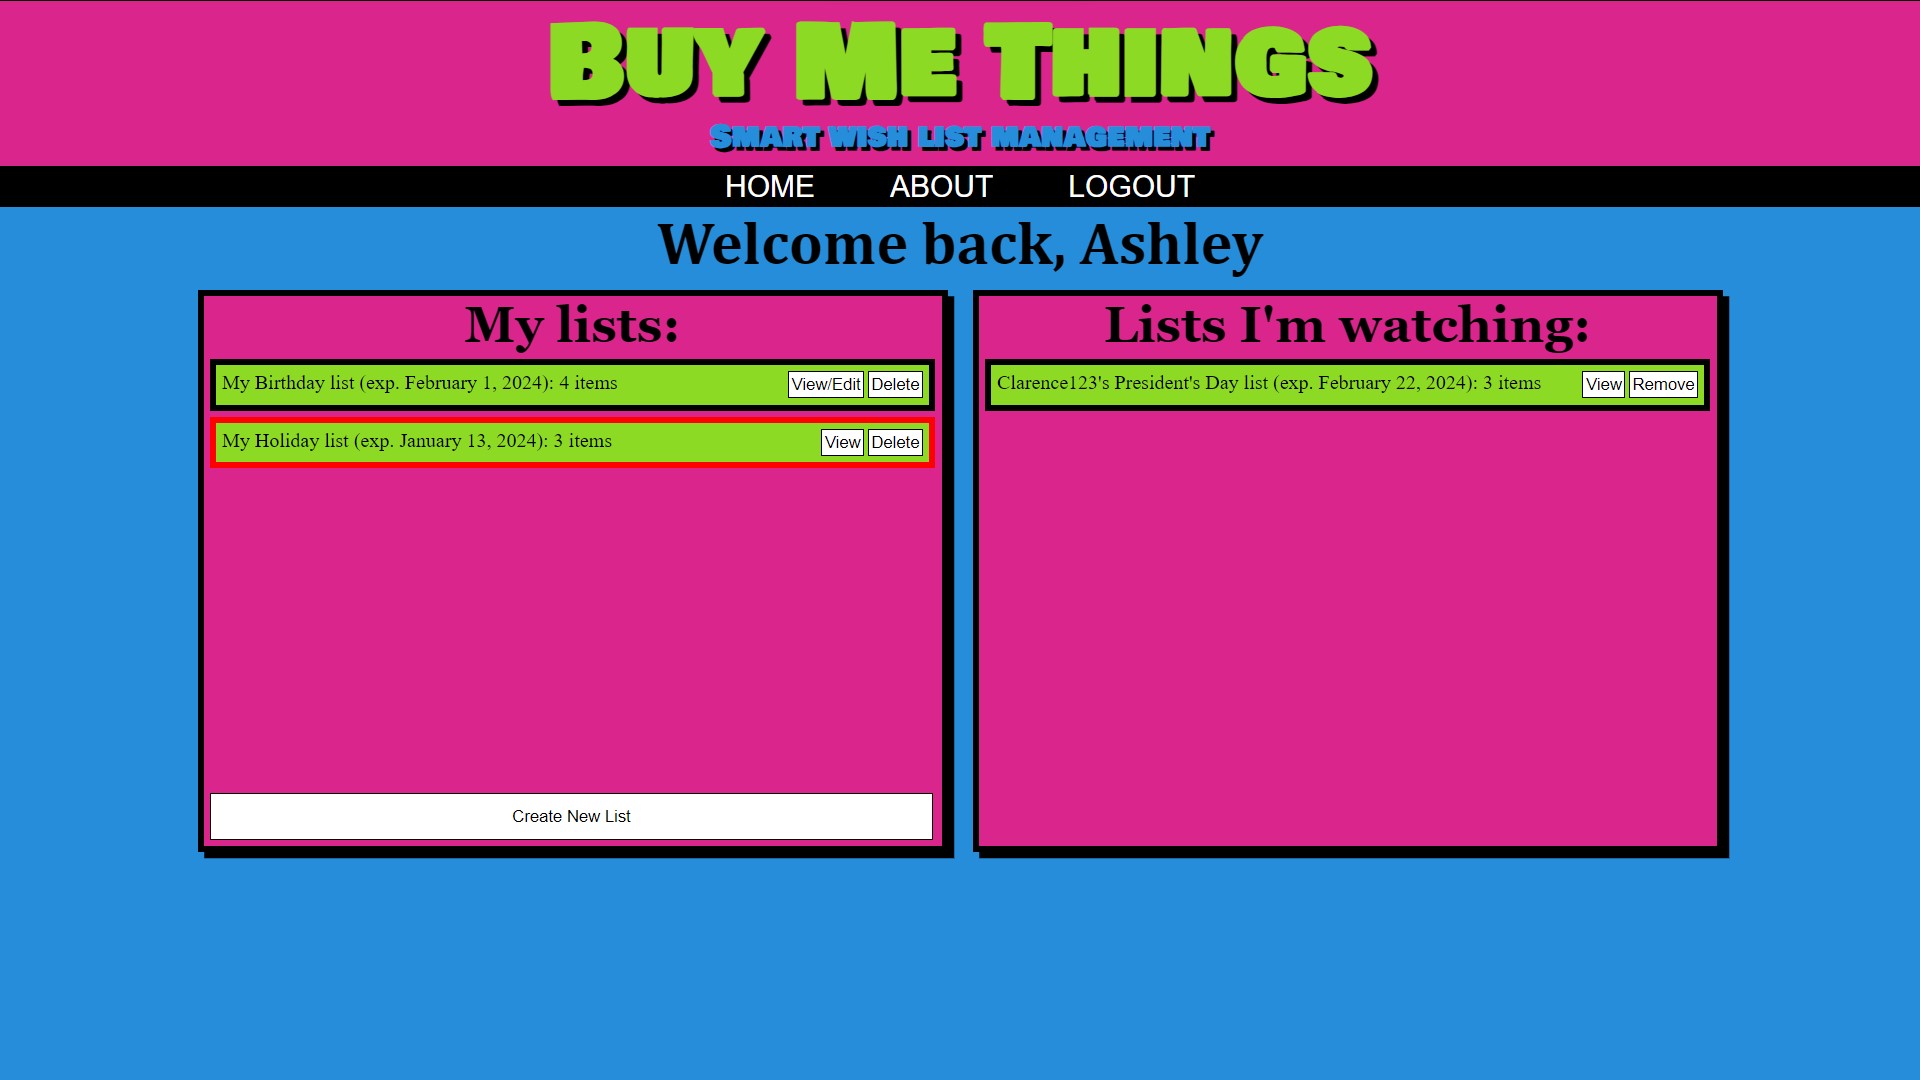 Buy Me Things
Smart wish list management
HOME ABOUT LOGOUT
Welcome back, Ashley
My lists:
My Birthday list (exp. February 1, 2024): 4 items View/Edit Delete
My Holiday list (exp. January 13, 2024): 3 items View Delete
Create New List
Lists I'm watching:
Clarence123's President's Day list (exp. February 22, 2024): 3 items View Remove